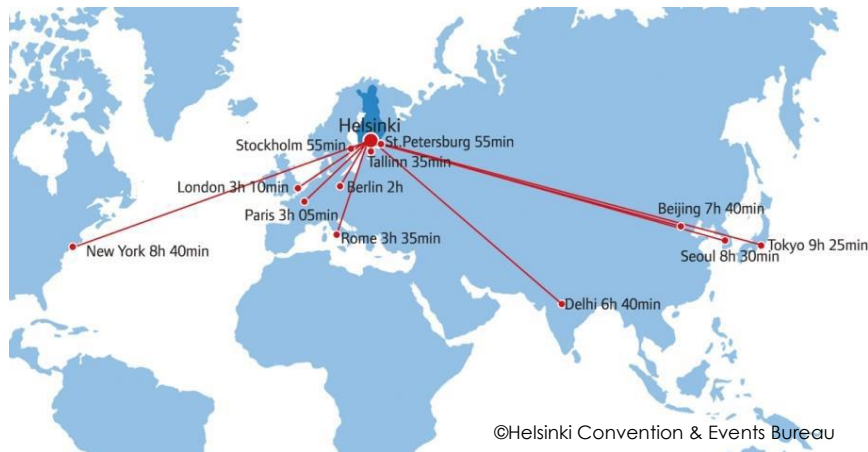 Helsinki
Stockholm 55min
St.Petersburg 55min
Tallinn 35min
London 3h 10min
Berlin 2h
Paris 3h 05min
Beijing 7h 40min
New York 8h 40min
Rome 3h 35min
Tokyo 9h 25min
Seoul 8h 30min
Delhi 6h 40min
©Helsinki Convention & Events Bureau